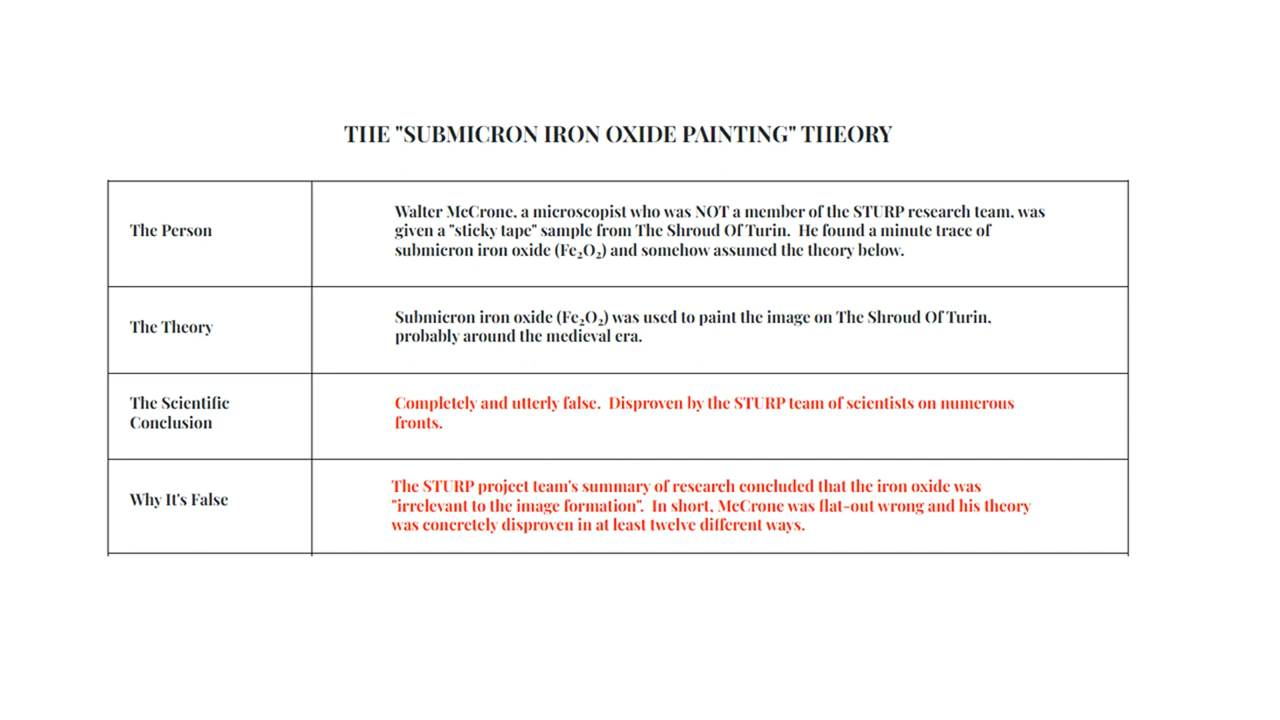 THE "SUBMICRON IRON OXIDE PAINTING" THEORY
The Person
Walter McCrone, a microscopist who was NOT a member of the STURP research team, was
given a "sticky tape" sample from The Shroud Of Turin. He found a minute trace of
submicron iron oxide (Fe₂O₂) and somehow assumed the theory below.
The Theory
Submicron iron oxide (Fe₂O₂) was used to paint the image on The Shroud Of Turin,
probably around the medieval era.
The Scientific
Conclusion
Completely and utterly false. Disproven by the STURP team of scientists on numerous
fronts.
Why It's False
The STURP project team's summary of research concluded that the iron oxide was
"irrelevant to the image formation". In short, McCrone was flat-out wrong and his theory
was concretely disproven in at least twelve different ways.